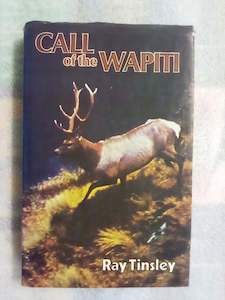 CALL
of the WAPITI
Ray Tinsley